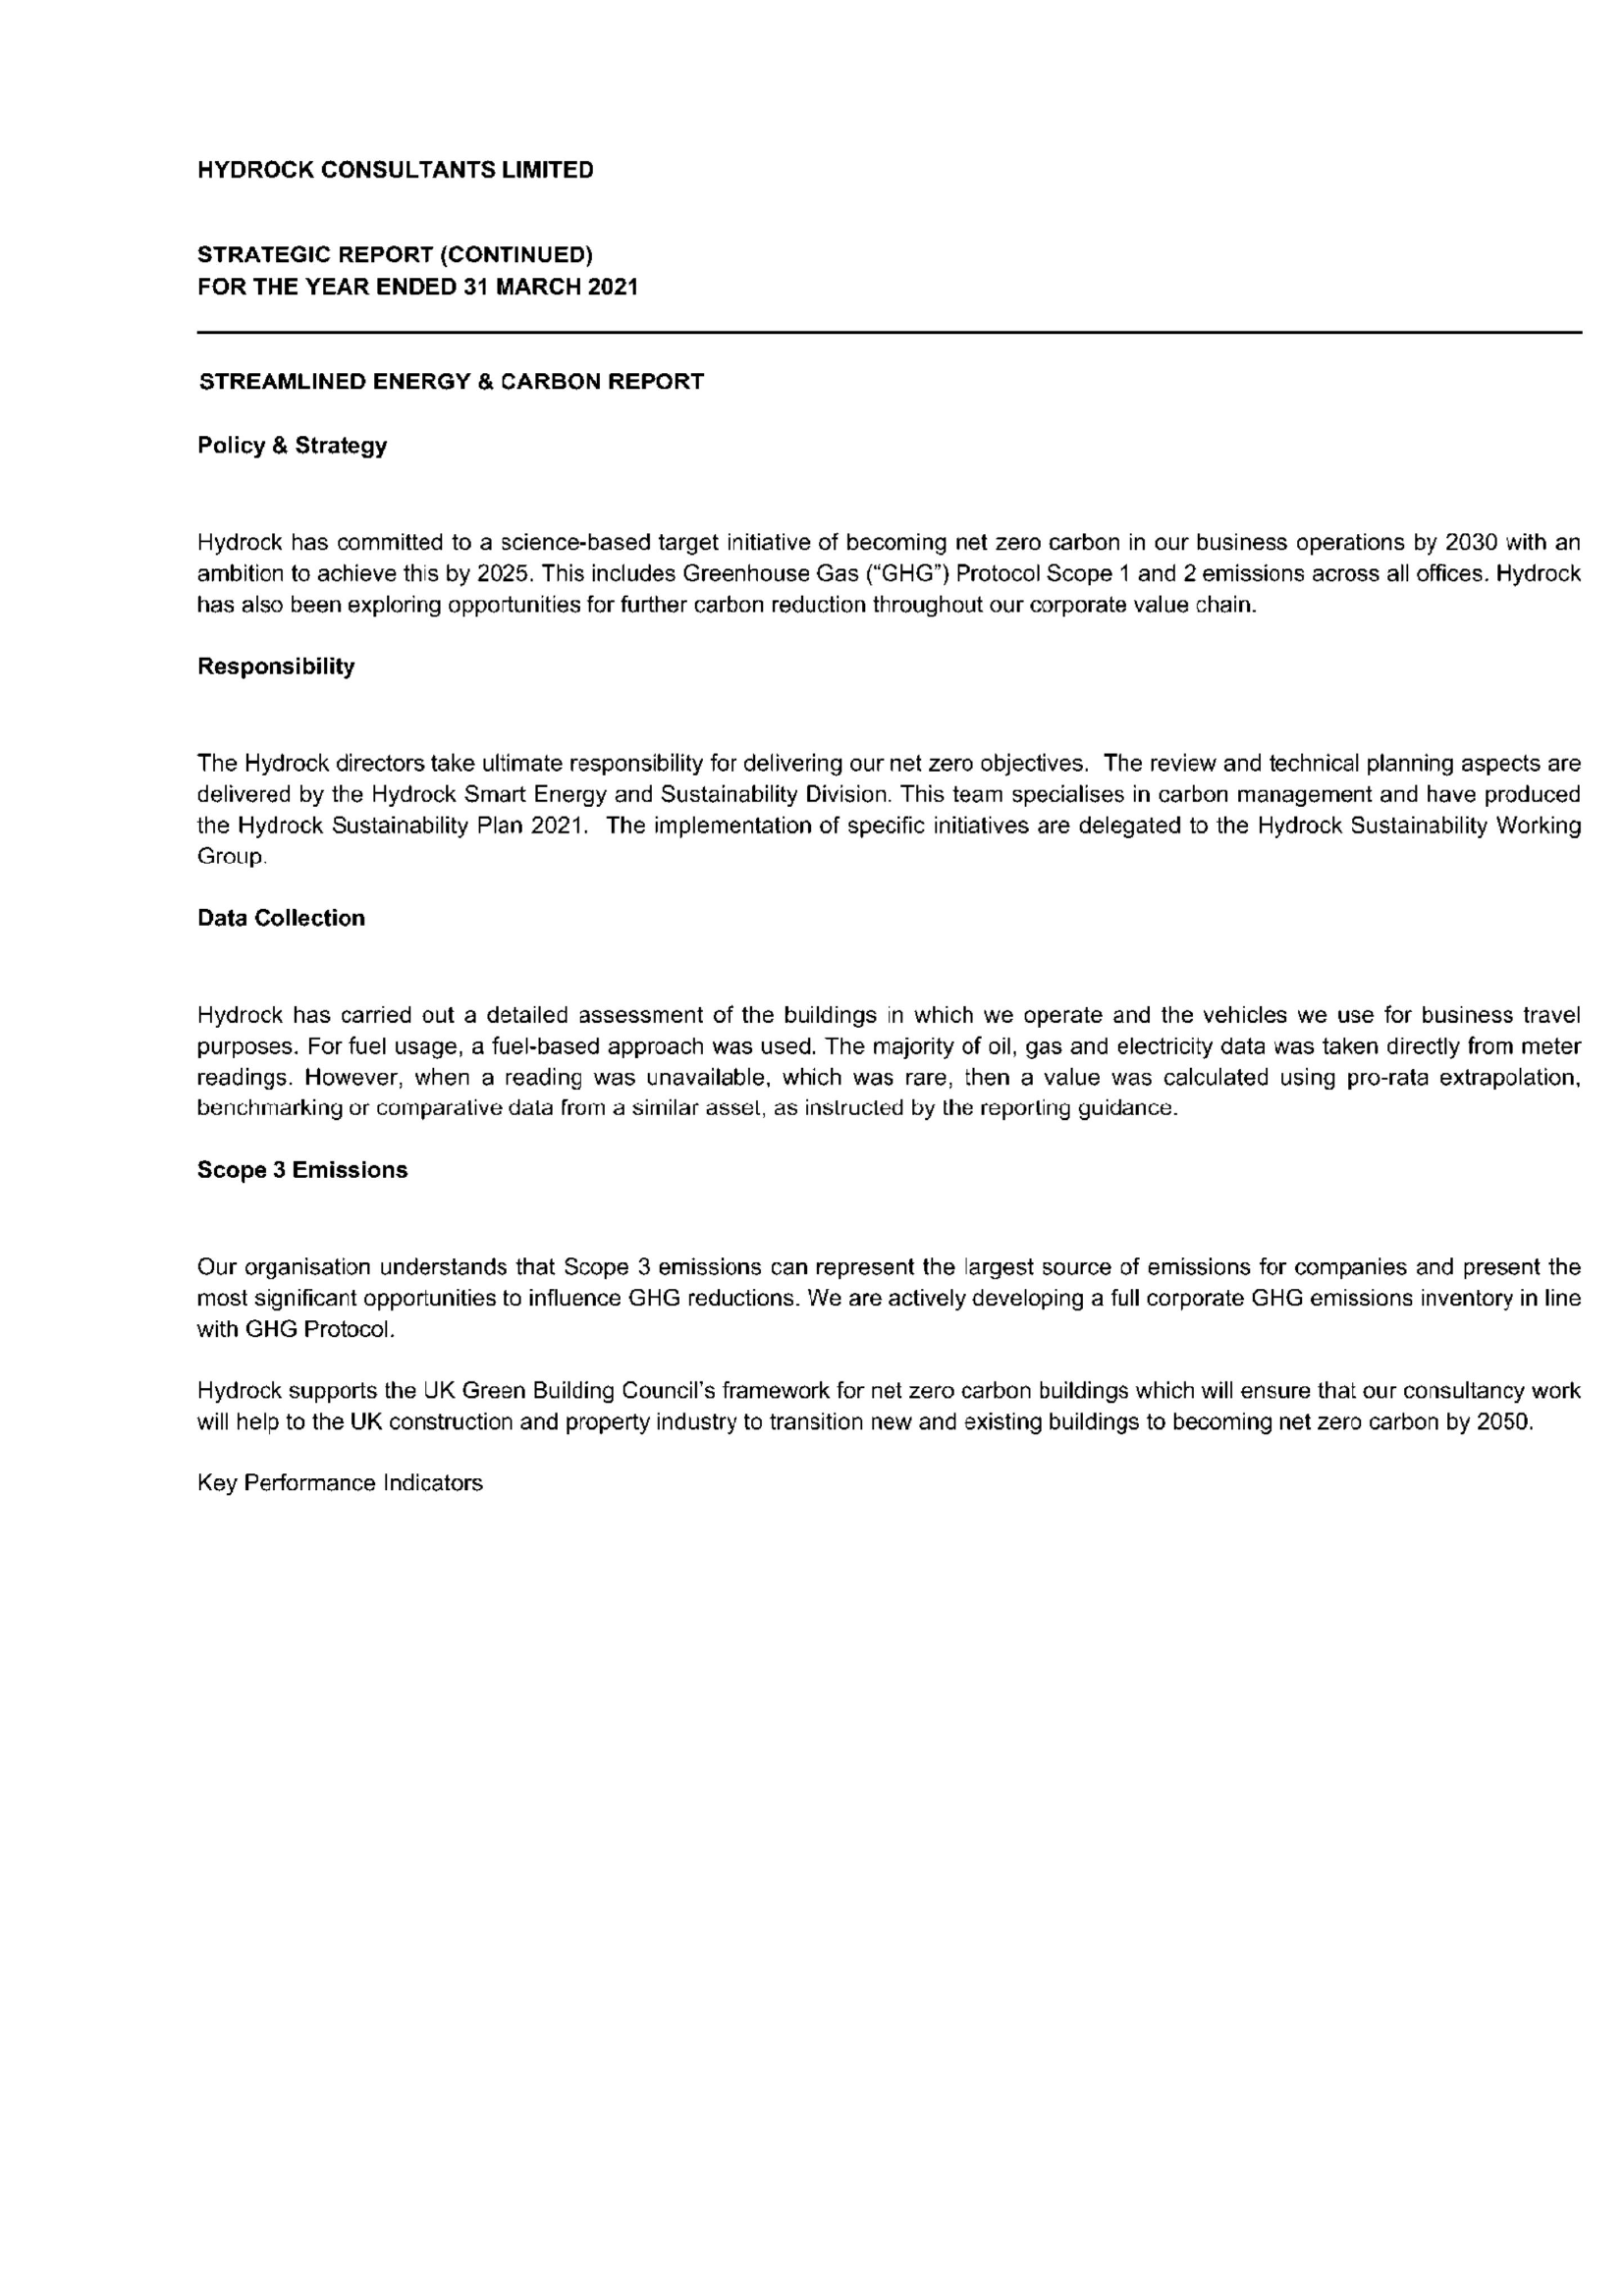 HYDROCK CONSULTANTS LIMITED
STRATEGIC REPORT (CONTINUED)
FOR THE YEAR ENDED 31 MARCH 2021
STREAMLINED ENERGY & CARBON REPORT
Policy & Strategy
Hydrock has committed to a science-based target initiative of becoming net zero carbon in our business operations by 2030 with an
ambition to achieve this by 2025. This includes Greenhouse Gas (“GHG”) Protocol Scope 1 and 2 emissions across all offices. Hydrock
has also been exploring opportunities for further carbon reduction throughout our corporate value chain.
Responsibility
The Hydrock directors take ultimate responsibility for delivering our net zero objectives. The review and technical planning aspects are
delivered by the Hydrock Smart Energy and Sustainability Division. This team specialises in carbon management and have produced
the Hydrock Sustainability Plan 2021. The implementation of specific initiatives are delegated to the Hydrock Sustainability Working
Group.
Data Collection
Hydrock has carried out a detailed assessment of the buildings in which we operate and the vehicles we use for business travel
purposes. For fuel usage, a fuel-based approach was used. The majority of oil, gas and electricity data was taken directly from meter
readings. However, when a reading was unavailable, which was rare, then a value was calculated using pro-rata extrapolation,
benchmarking or comparative data from a similar asset, as instructed by the reporting guidance.
Scope 3 Emissions
Our organisation understands that Scope 3 emissions can represent the largest source of emissions for companies and present the
most significant opportunities to influence GHG reductions. We are actively developing a full corporate GHG emissions inventory in line
with GHG Protocol.
Hydrock supports the UK Green Building Council's framework for net zero carbon buildings which will ensure that our consultancy work
will help to the UK construction and property industry to transition new and existing buildings to becoming net zero carbon by 2050.
Key Performance Indicators